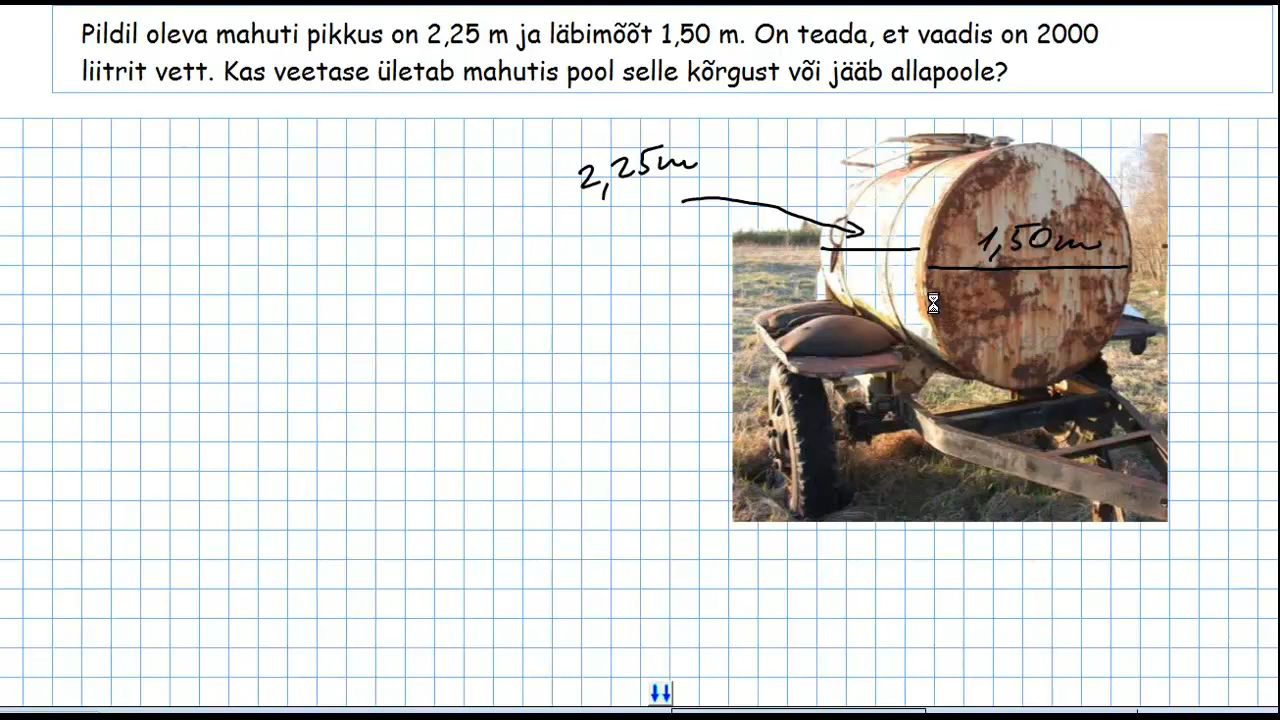 Pildil oleva mahuti pikkus on 2,25 m ja läbimõõt 1,50 m. On teada, et vaadis on 2000
liitrit vett. Kas veetase ületab mahutis pool selle kõrgust või jääb allapoole?
2,25m
1,50m